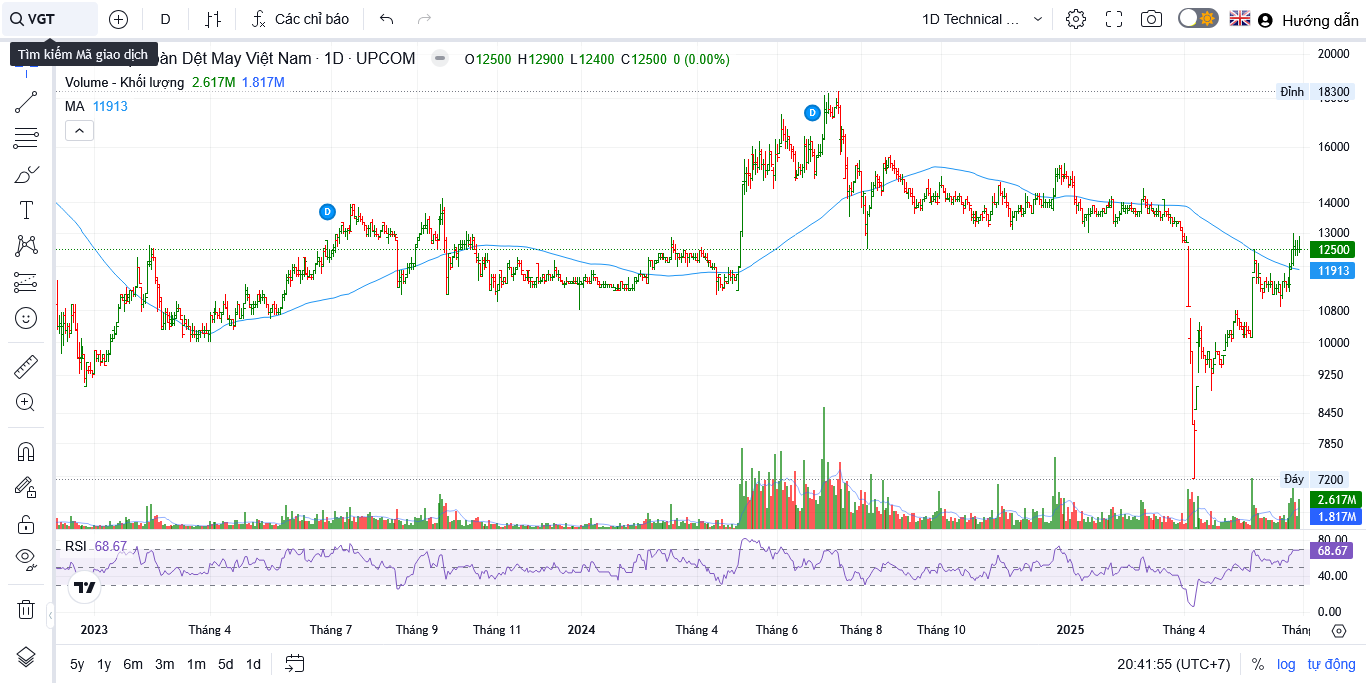 VGT D Các chỉ báo 1D Technical ... Hướng dẫn
Tìm kiếm Mã giao dịch
oàn Dệt May Việt Nam · 1D · UPCOM O12500 H12900 L12400 C12500 0 (0.00%)
Volume - Khối lượng 2.617M 1.817M
MA 11913
D
D
20000
Đỉnh 18300
16000
14000
13000
12500
11913
10800
10000
9250
8450
7850
Đáy 7200
2.617M
1.817M
RSI 68.67
80.00
68.67
40.00
0.00
2023 Tháng 4 Tháng 7 Tháng 9 Tháng 11 2024 Tháng 4 Tháng 6 Tháng 8 Tháng 10 2025 Tháng 4 Thán
5y 1y 6m 3m 1m 5d 1d 20:41:55 (UTC+7) % log tự động